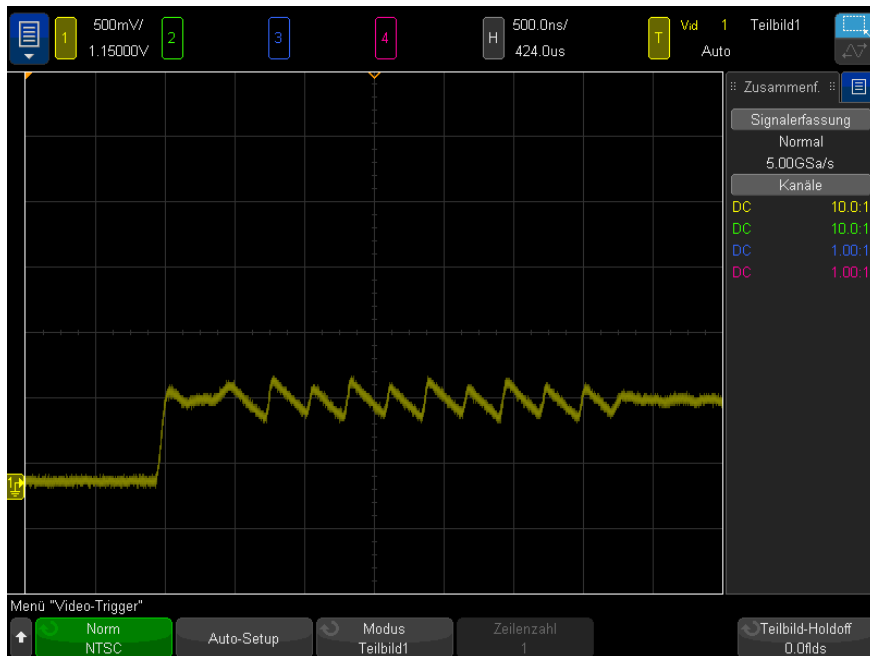 1
500mV/
1.15000V
2
3
4
H
500.0ns/
424.0us
T
Vid 1 Teilbild1
Auto
Zusammenf.
Signalerfassung
Normal
5.00GSa/s
Kanäle
DC 10.0:1
DC 10.0:1
DC 1.00:1
DC 1.00:1
1
Menü "Video-Trigger"
Norm
NTSC
Auto-Setup
Modus
Teilbild1
Zeilenzahl
1
Teilbild-Holdoff
0.0flds